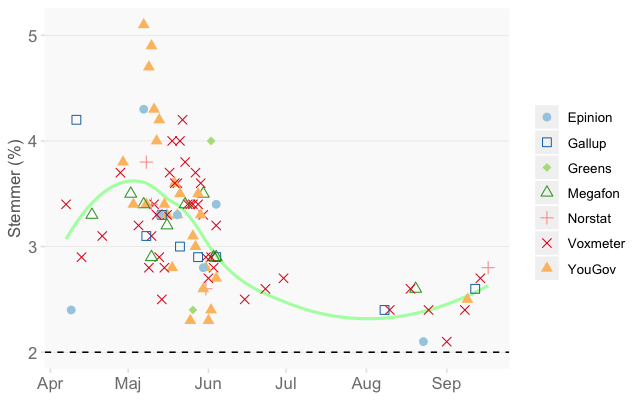 Stemmer (%)
5
4
3
2
Apr Maj Jun Jul Aug Sep
Epinion
Gallup
Greens
Megafon
Norstat
Voxmeter
YouGov